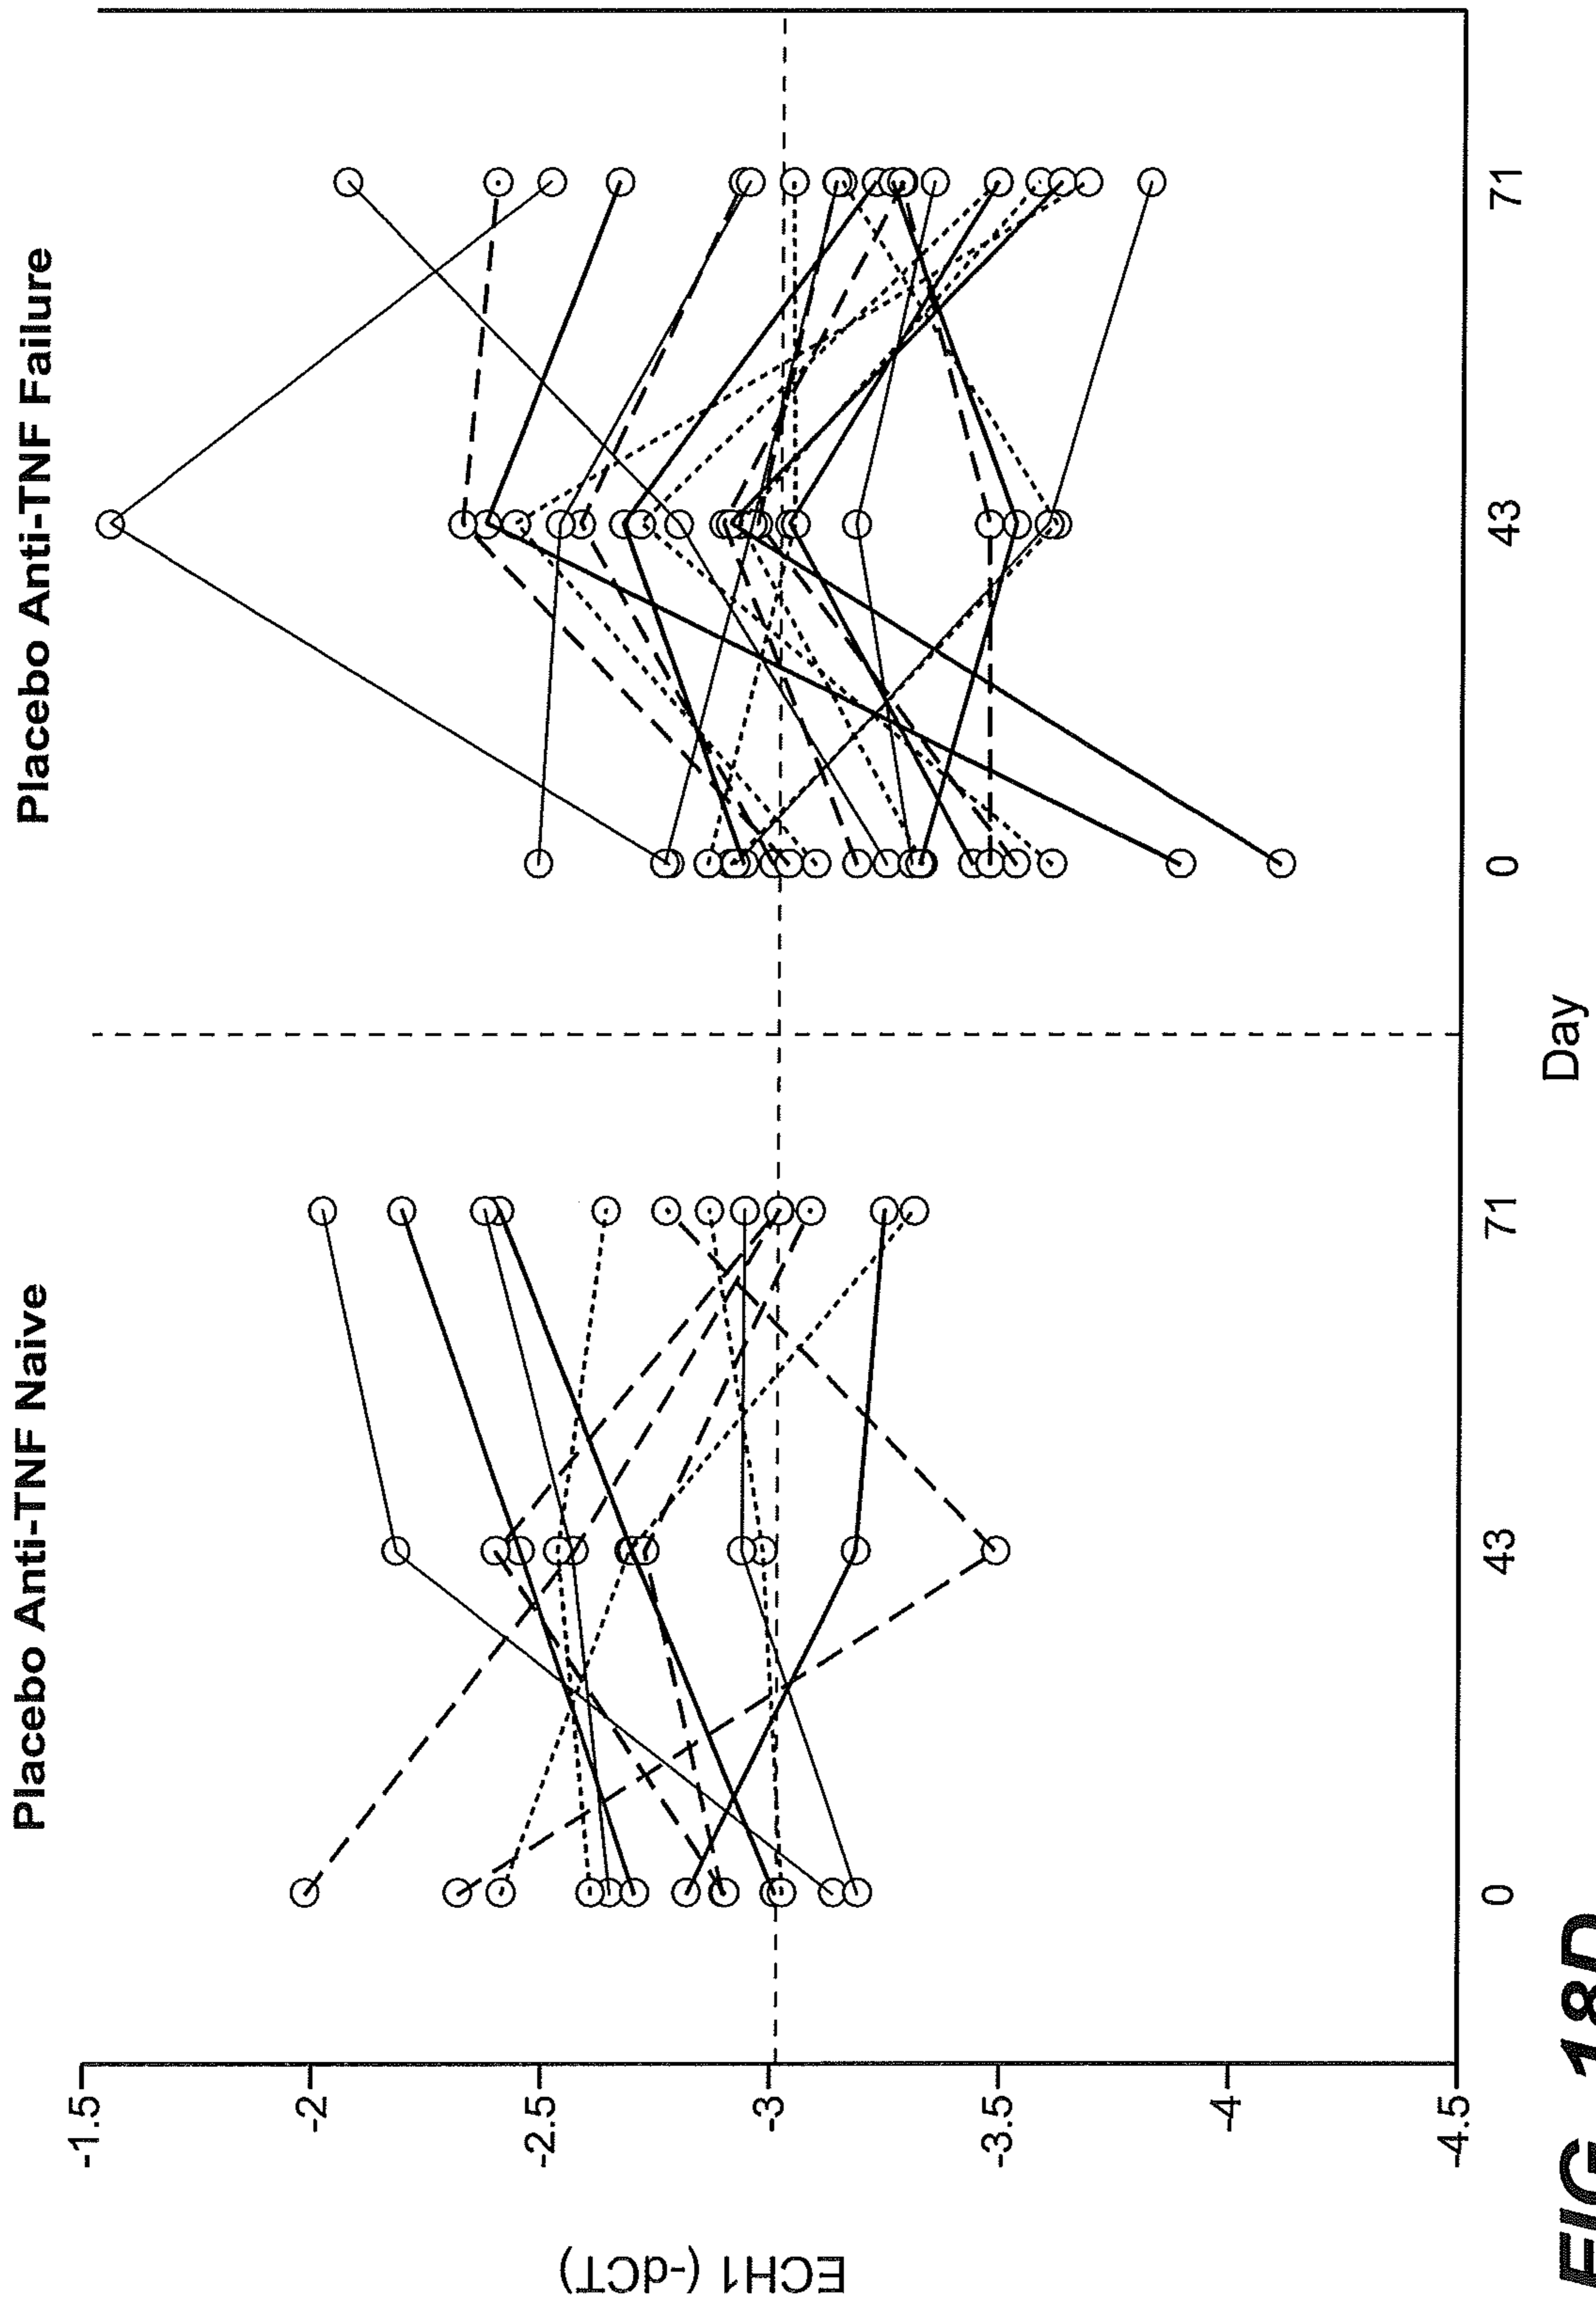 Placebo Anti-TNF Naive
Placebo Anti-TNF Failure
ECH1 (-dCT)
-1.5
-2
-2.5
-3
-3.5
-4
-4.5
0
43
71
0
43
71
Day
FIG. 18D